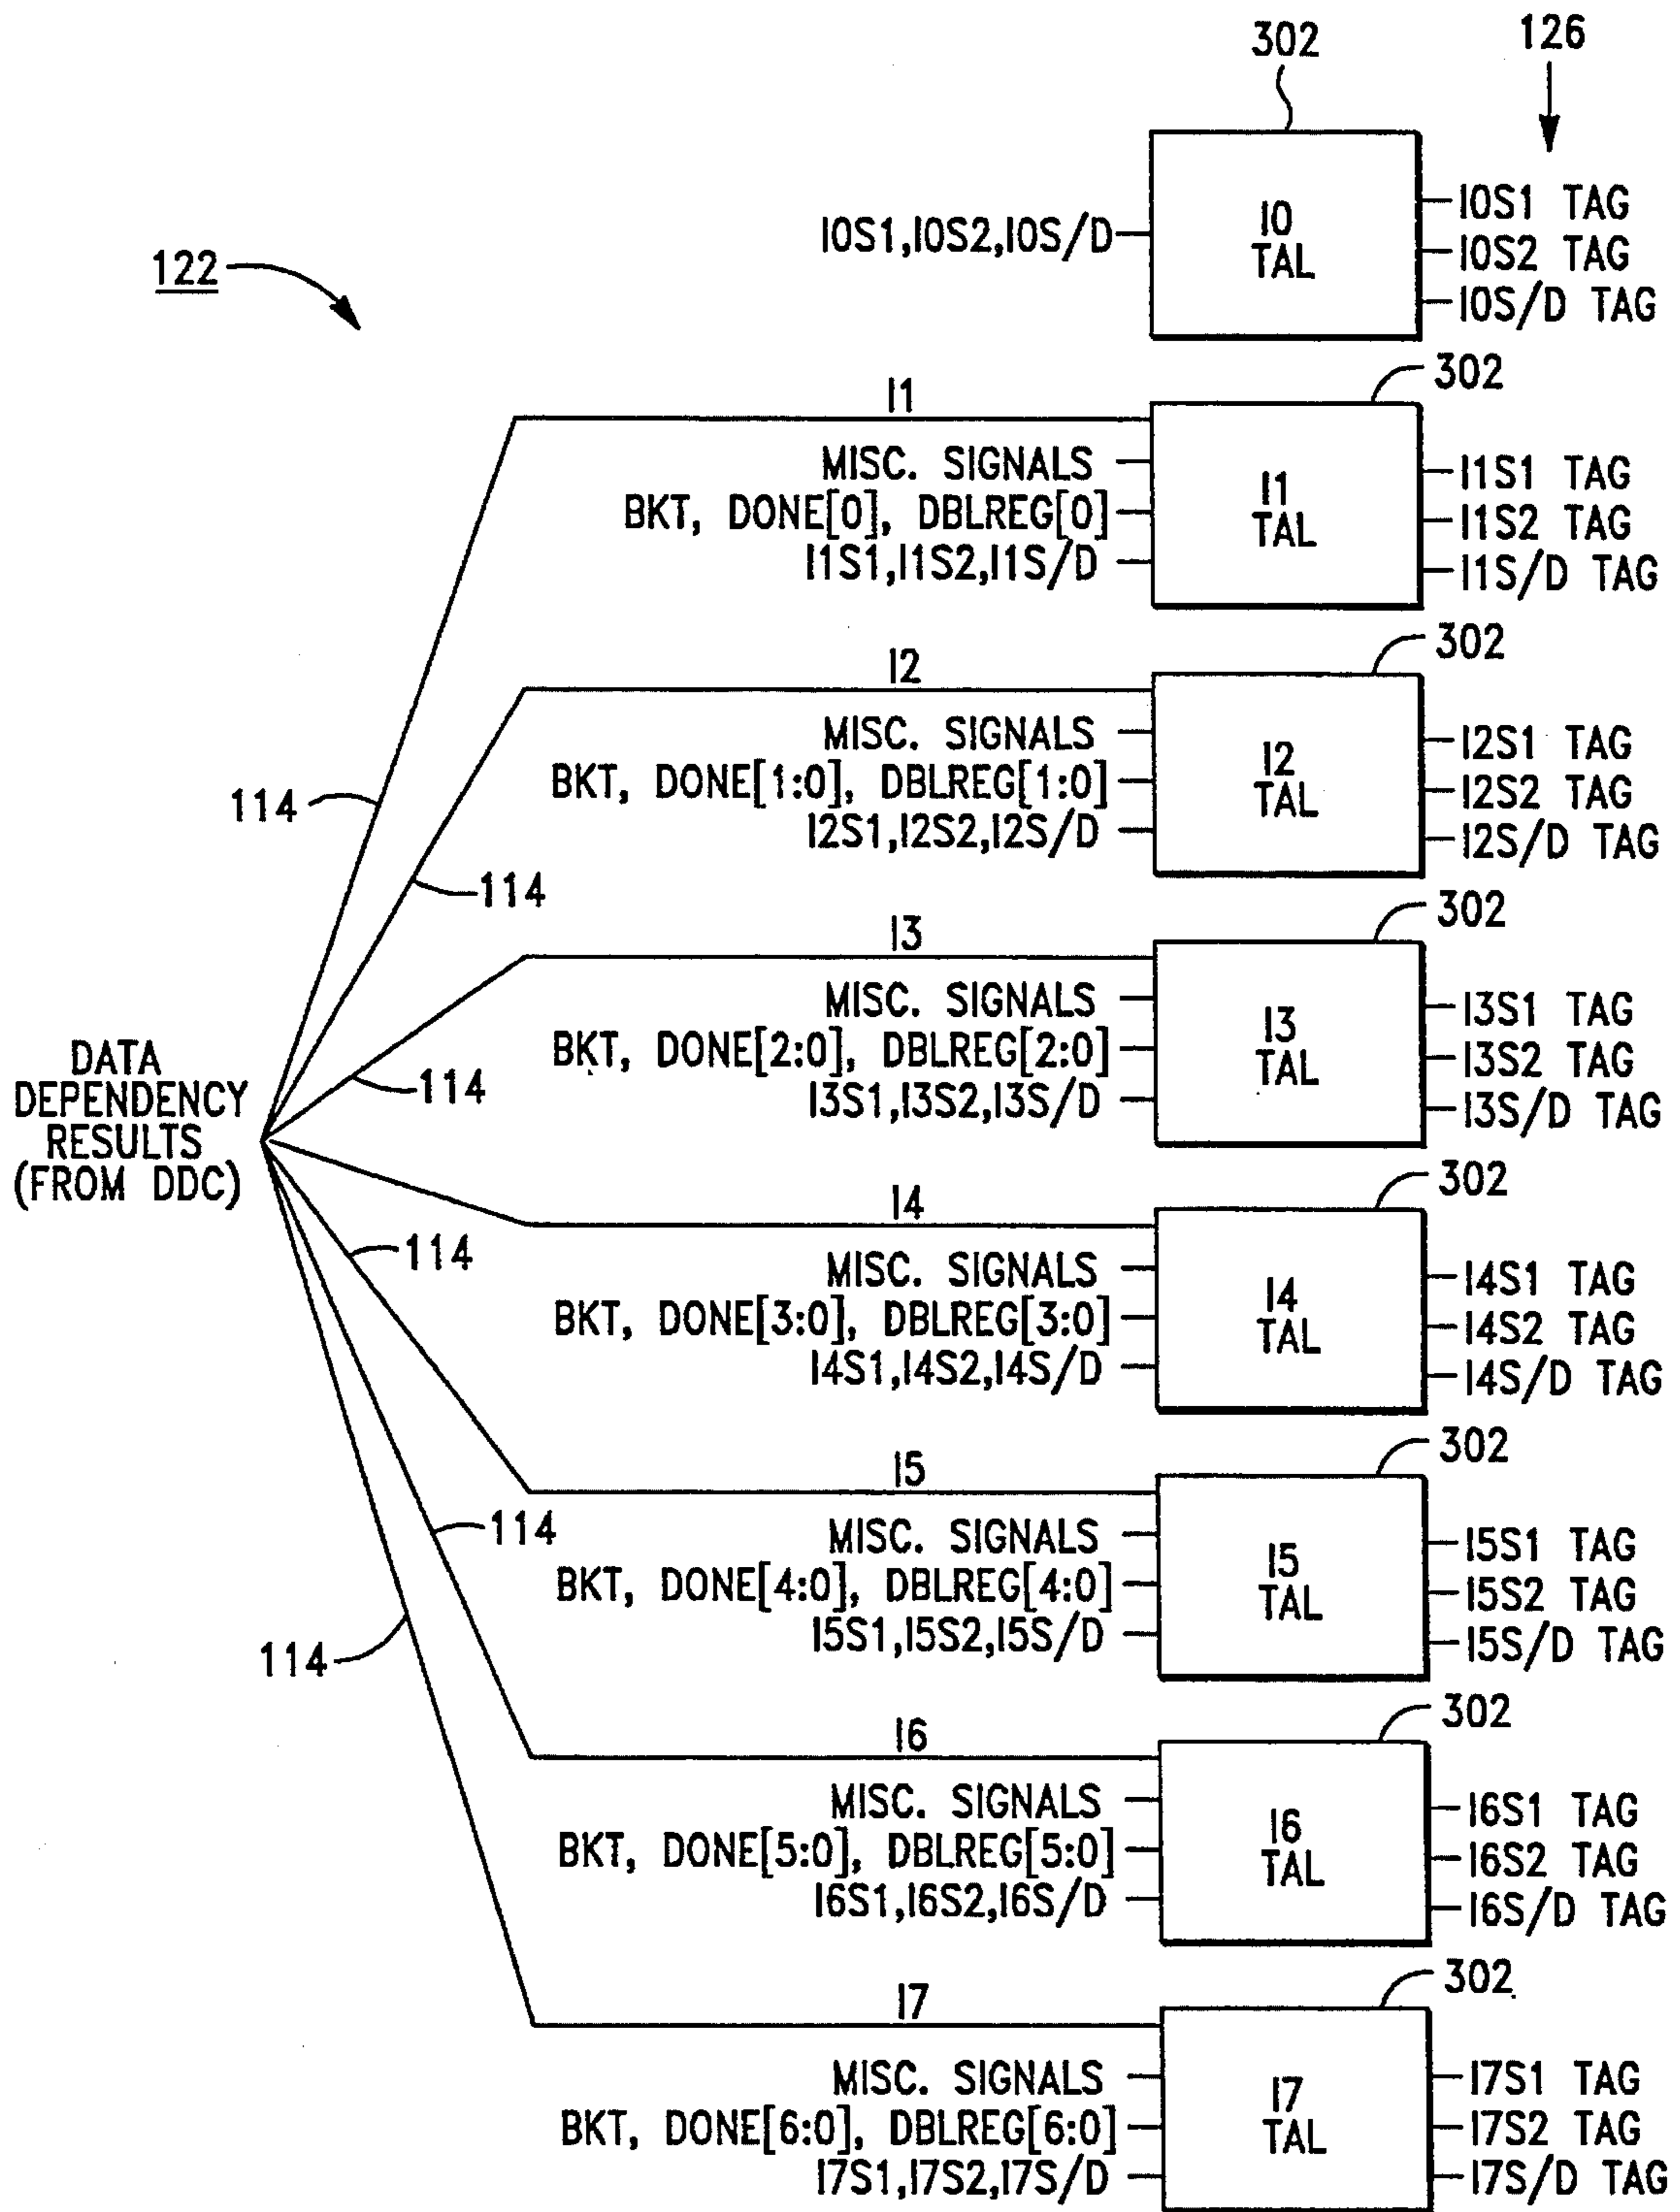 302
126
I0S1,I0S2,I0S/D
I0
TAL
I0S1 TAG
I0S2 TAG
I0S/D TAG
122
I1
302
MISC. SIGNALS
BKT, DONE[0], DBLREG[0]
I1S1,I1S2,I1S/D
I1
TAL
I1S1 TAG
I1S2 TAG
I1S/D TAG
114
I2
302
MISC. SIGNALS
BKT, DONE[1:0], DBLREG[1:0]
I2S1,I2S2,I2S/D
I2
TAL
I2S1 TAG
I2S2 TAG
I2S/D TAG
114
I3
302
MISC. SIGNALS
BKT, DONE[2:0], DBLREG[2:0]
I3S1,I3S2,I3S/D
I3
TAL
I3S1 TAG
I3S2 TAG
I3S/D TAG
114
DATA
DEPENDENCY
RESULTS
(FROM DDC)
I4
302
MISC. SIGNALS
BKT, DONE[3:0], DBLREG[3:0]
I4S1,I4S2,I4S/D
I4
TAL
I4S1 TAG
I4S2 TAG
I4S/D TAG
114
I5
302
MISC. SIGNALS
BKT, DONE[4:0], DBLREG[4:0]
I5S1,I5S2,I5S/D
I5
TAL
I5S1 TAG
I5S2 TAG
I5S/D TAG
114
I6
302
MISC. SIGNALS
BKT, DONE[5:0], DBLREG[5:0]
I6S1,I6S2,I6S/D
I6
TAL
I6S1 TAG
I6S2 TAG
I6S/D TAG
114
I7
302
MISC. SIGNALS
BKT, DONE[6:0], DBLREG[6:0]
I7S1,I7S2,I7S/D
I7
TAL
I7S1 TAG
I7S2 TAG
I7S/D TAG